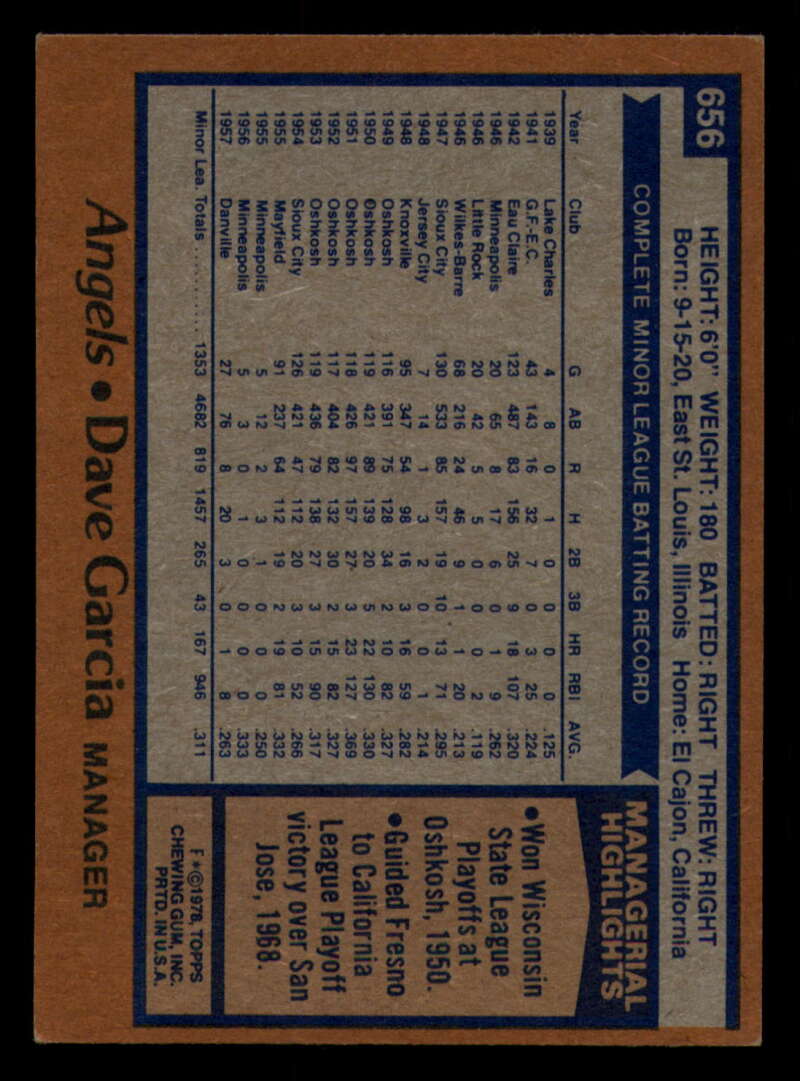 656
HEIGHT: 6'0" WEIGHT: 180 BATTED: RIGHT THREW: RIGHT
Born: 9-15-20, East St. Louis, Illinois Home: El Cajon, California
COMPLETE MINOR LEAGUE BATTING RECORD
Year Club G AB R H 2B 3B HR RBI AVG.
1939 Lake Charles 4 8 0 1 0 0 0 0 .125
1941 G.F.-E.C. 43 143 16 32 7 0 3 25 .224
1942 Eau Claire 123 487 83 156 25 9 18 107 .320
1946 Minneapolis 20 65 8 17 6 0 1 9 .262
1946 Little Rock 20 42 5 5 0 0 0 2 .119
1946 Wilkes-Barre 68 216 24 46 9 1 1 20 .213
1947 Sioux City 130 533 85 157 19 10 13 71 .295
1948 Jersey City 7 14 1 3 2 0 0 1 .214
1948 Knoxville 95 347 54 98 16 3 16 59 .282
1949 Oshkosh 116 391 75 128 34 2 10 82 .327
1950 Oshkosh 119 421 89 139 20 5 22 130 .330
1951 Oshkosh 118 426 97 157 27 3 23 127 .369
1952 Oshkosh 117 404 82 132 30 2 15 82 .327
1953 Oshkosh 119 436 79 138 27 3 15 90 .317
1954 Sioux City 126 421 47 112 20 3 10 52 .266
1955 Mayfield 91 237 64 112 19 2 19 81 .332
1955 Minneapolis 5 12 2 3 1 0 0 0 .250
1956 Minneapolis 5 3 0 1 0 0 0 0 .333
1957 Danville 27 76 8 20 3 0 1 8 .263
Minor Lea. Totals .......... 1353 4682 819 1457 265 43 167 946 .311
MANAGERIAL
HIGHLIGHTS
•Won Wisconsin
State League
Playoffs at
Oshkosh, 1950.
•Guided Fresno
to California
League Playoff
victory over San
Jose, 1968.
F*©1978, TOPPS
CHEWING GUM, INC.
PRTD. IN U.S.A.
Angels • Dave Garcia MANAGER